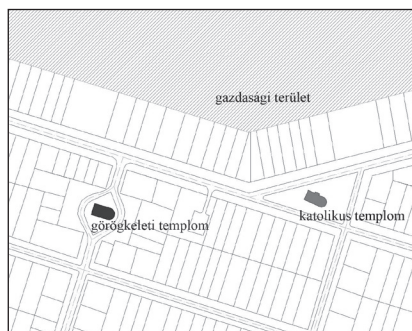 gazdasági terület
katolikus templom
görögkeleti templom